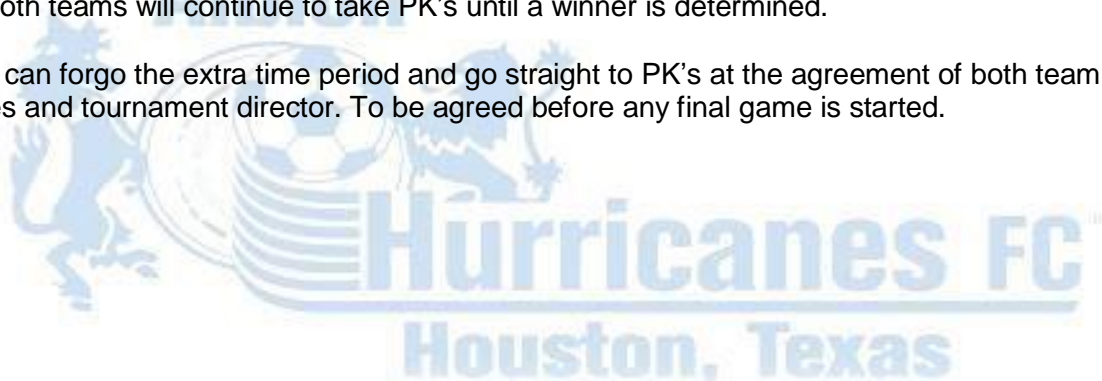 oth teams will continue to take PK's until a winner is determined.
can forgo the extra time period and go straight to PK's at the agreement of both team
es and tournament director. To be agreed before any final game is started.
Hurricanes FC
Houston, Texas